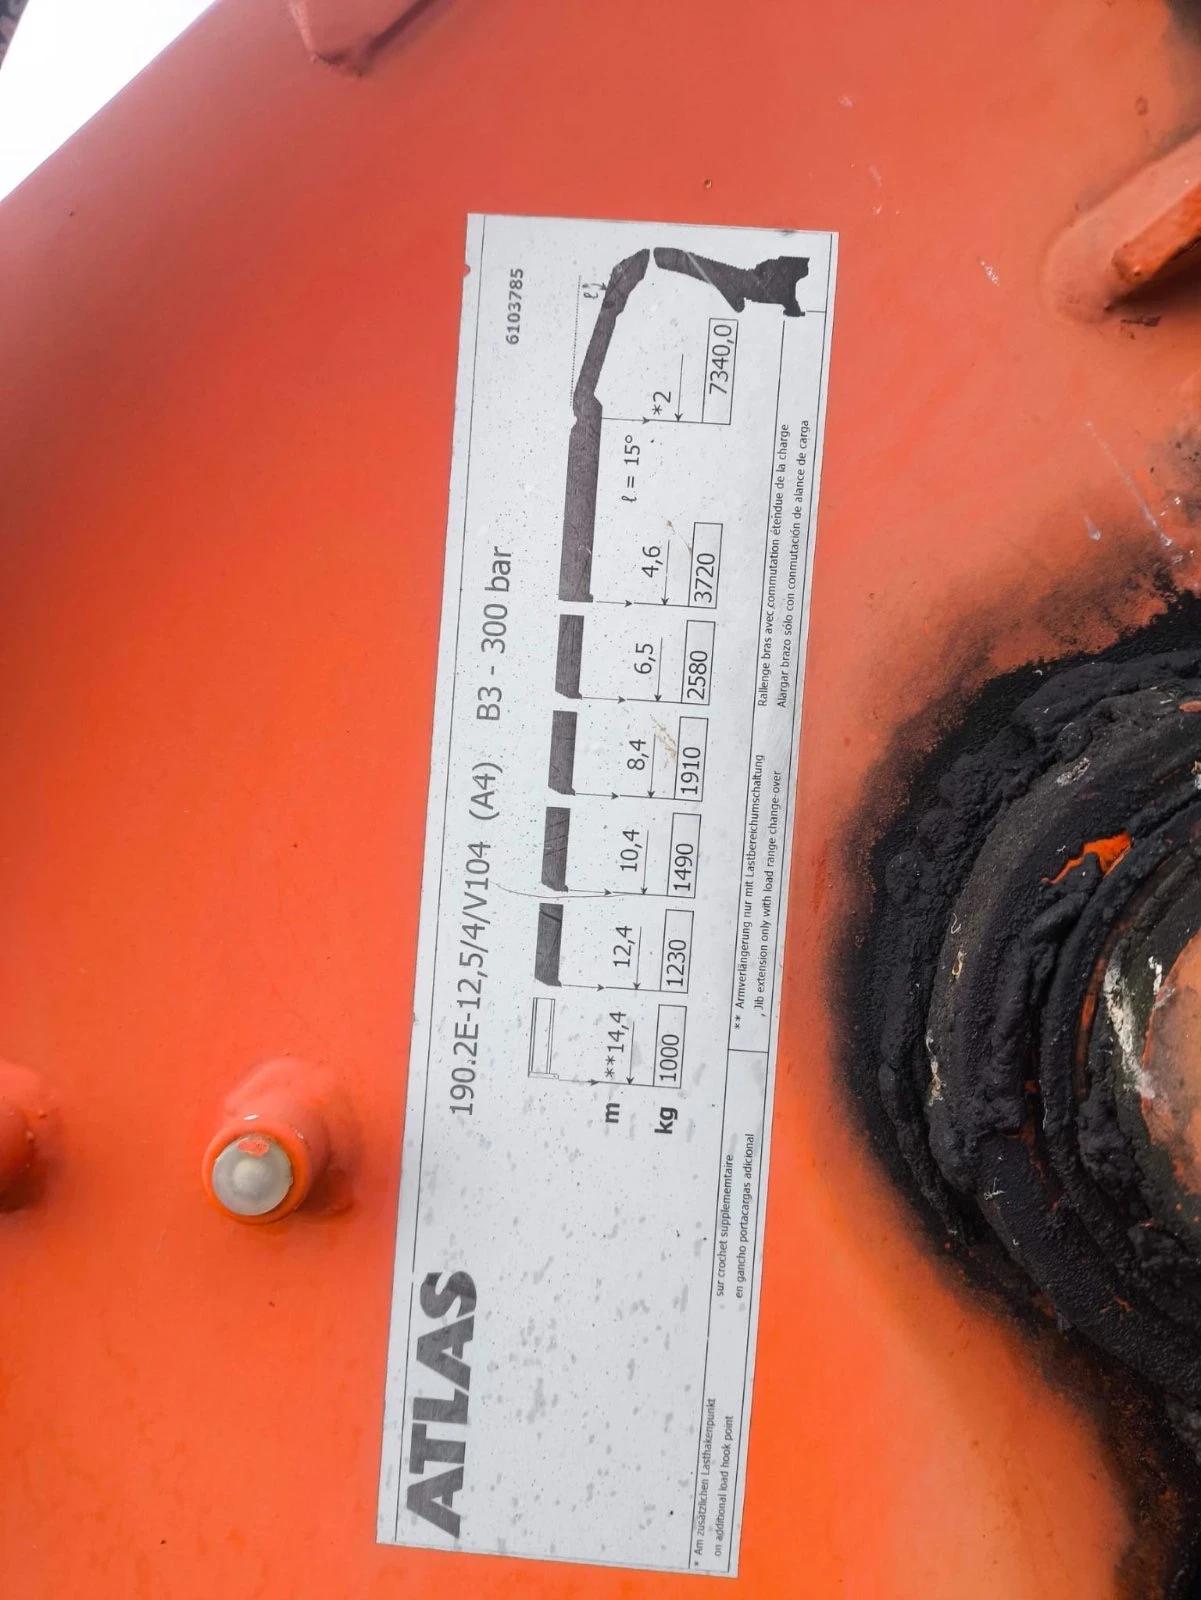 ATLAS
190.2E-12,5/4/V104 (A4) B3 - 300 bar
6103785
ℓ
ℓ = 15°
m **14,4 12,4 10,4 8,4 6,5 4,6 *2
kg 1000 1230 1490 1910 2580 3720 7340,0
* Am zusätzlichen Lasthakenpunkt
on additional load hook point
sur crochet supplememtaire
en gancho portacargas adicional
** Armverlängerung nur mit Lastbereichumschaltung
Jib extension only with load range change-over
Rallenge bras avec commutation étendue de la charge
Alargar brazo sólo con conmutación de alance de carga